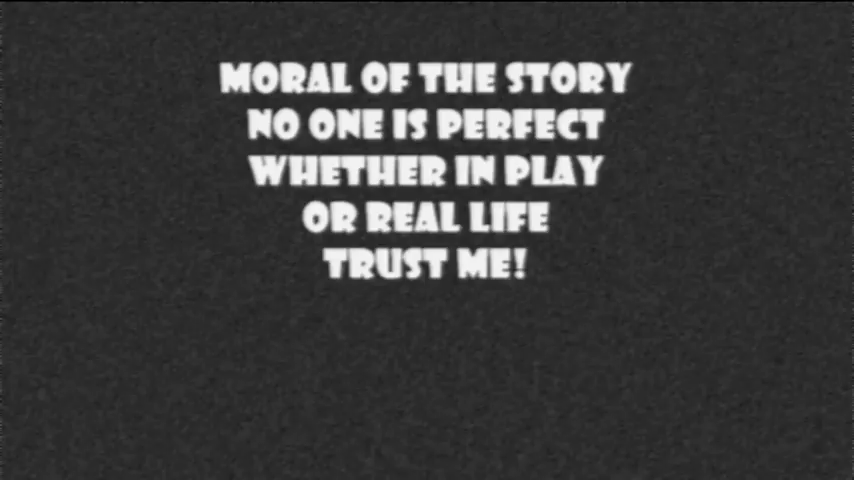 MORAL OF THE STORY
NO ONE IS PERFECT
WHETHER IN PLAY
OR REAL LIFE
TRUST ME!